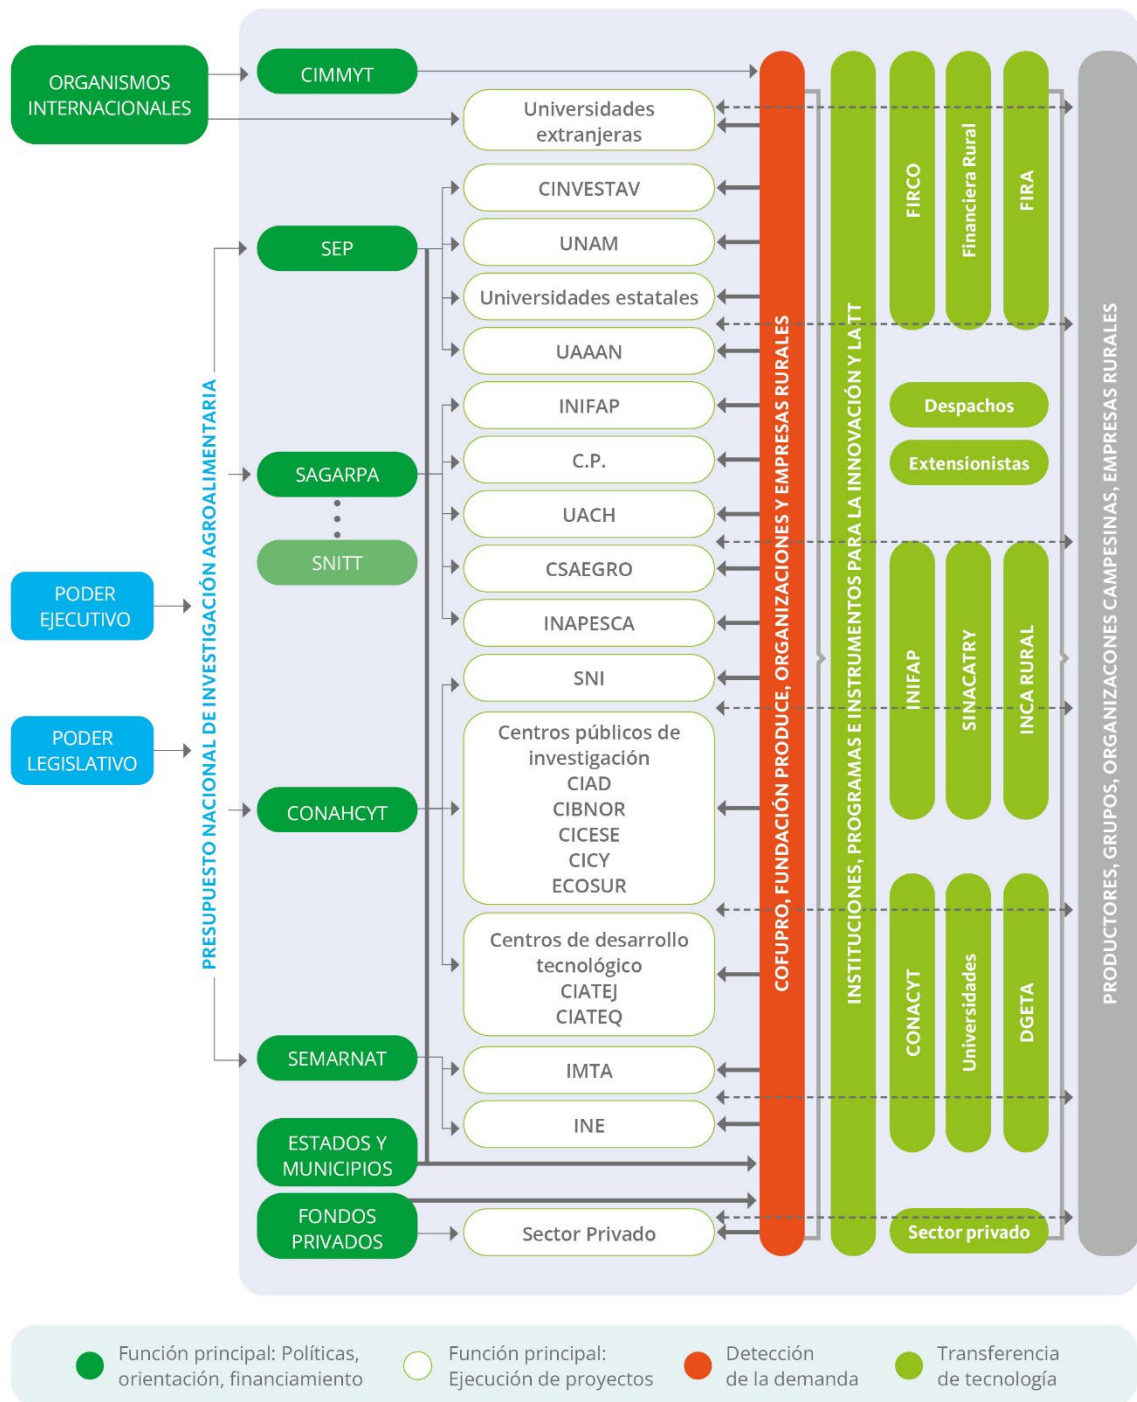 ORGANISMOS
INTERNACIONALES
CIMMYT
Universidades
extranjeras
CINVESTAV
SEP
UNAM
Universidades estatales
UAAAN
INIFAP
C.P.
SAGARPA
UACH
SNITT
CSAEGRO
INAPESCA
PODER
EJECUTIVO
PODER
LEGISLATIVO
PRESUPUESTO NACIONAL DE INVESTIGACIÓN AGROALIMENTARIA
SNI
Centros públicos de
investigación
CIAD
CIBNOR
CICESE
CICY
ECOSUR
CONAHCYT
Centros de desarrollo
tecnológico
CIATEJ
CIATEQ
SEMARNAT
IMTA
INE
ESTADOS Y
MUNICIPIOS
FONDOS
PRIVADOS
Sector Privado
COFUPRO, FUNDACIÓN PRODUCE, ORGANIZACIONES Y EMPRESAS RURALES
INSTITUCIONES, PROGRAMAS E INSTRUMENTOS PARA LA INNOVACIÓN Y LA TT
FIRCO
Financiera Rural
FIRA
Despachos
Extensionistas
INIFAP
SINACATRY
INCA RURAL
CONACYT
Universidades
DGETA
Sector privado
PRODUCTORES, GRUPOS, ORGANIZACONES CAMPESINAS, EMPRESAS RURALES
Función principal: Políticas,
orientación, financiamiento
Función principal:
Ejecución de proyectos
Detección
de la demanda
Transferencia
de tecnología